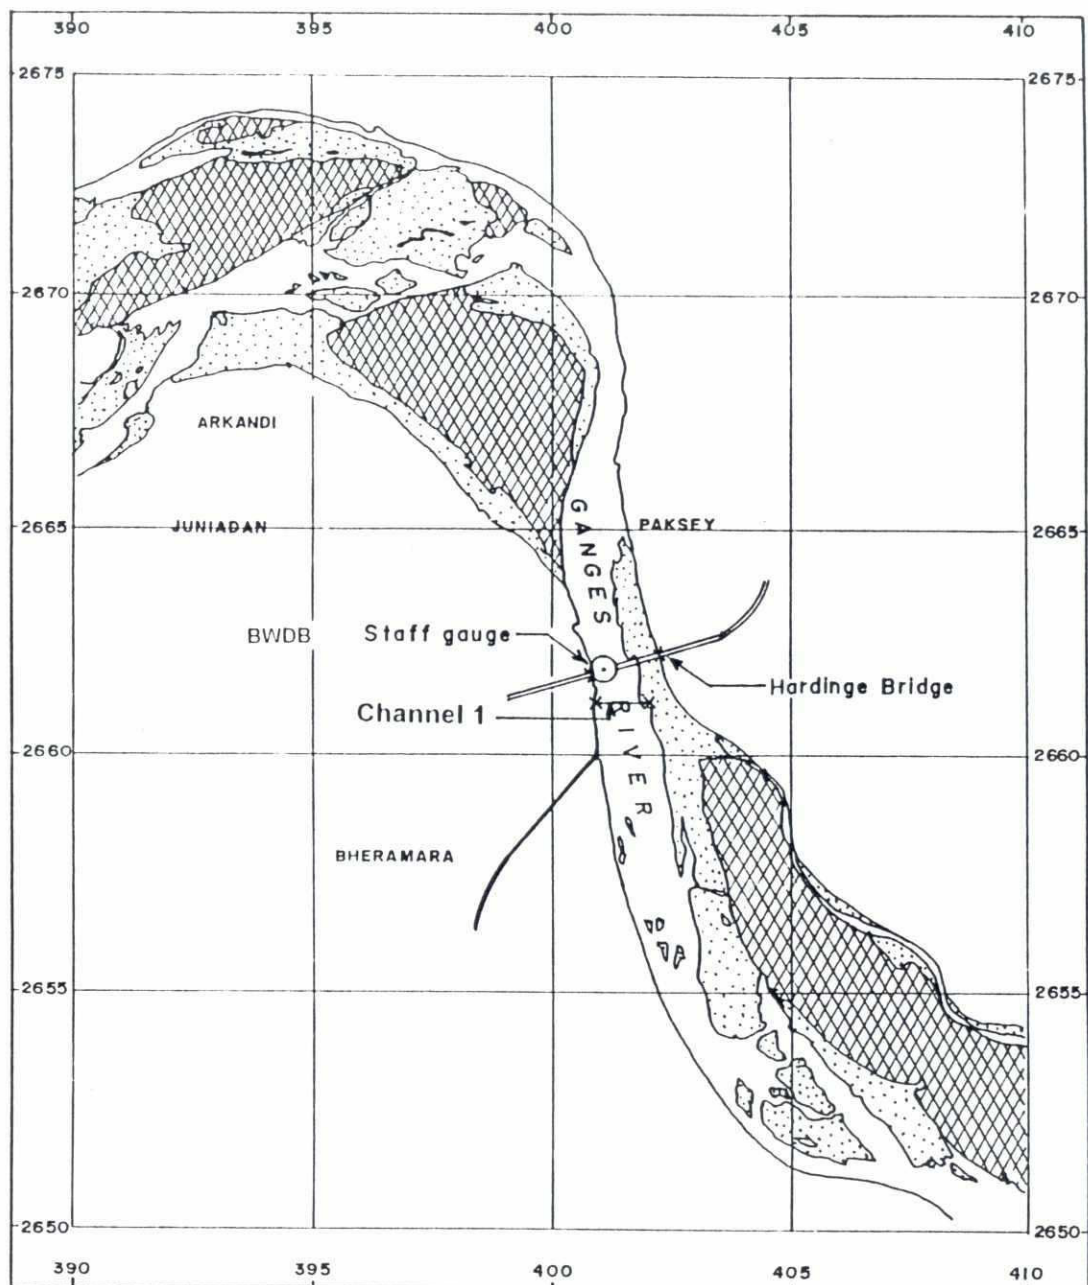 390 395 400 405 410
2675 2675
2670 2670
ARKANDI
GANGES
JUNIADAN PAKSEY
2665 2665
BWDB Staff gauge
Hardinge Bridge
Channel 1
RIVER
2660 2660
BHERAMARA
2655 2655
2650 2650
390 395 400 405 410